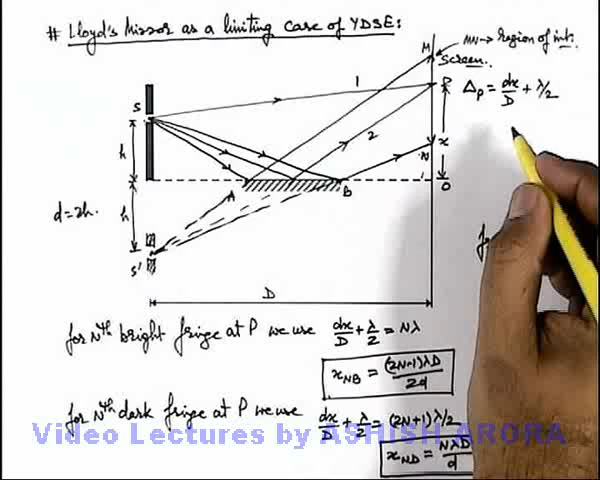 # Lloyd's Mirror as a limiting case of YDSE:
M
MN→ Region of int.
Screen
1
P
Δp = dx/D + λ/2
S
2
h
x
N
A
B
O
d=2h.
h
S'
D
for Nth bright fringe at P we use dx/D + λ/2 = Nλ
xNB = (2N-1)λD/2d
for Nth dark fringe at P we use dx/D + λ/2 = (2N+1)λ/2
xND = NλD/d
Video Lectures by ASHISH ARORA